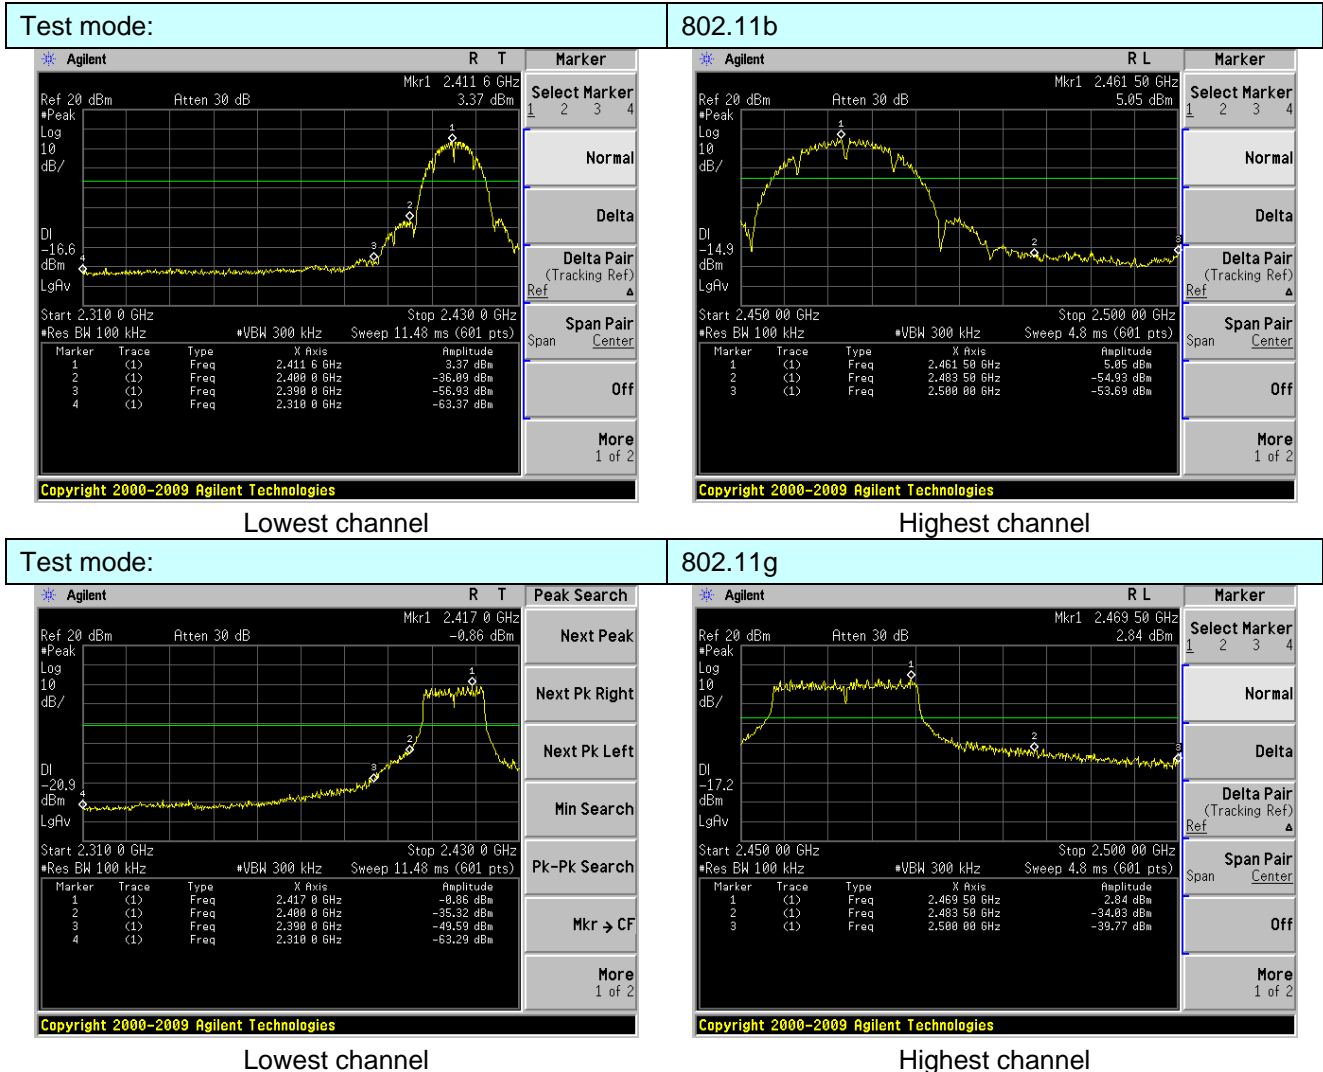 Test mode: 802.11b
Agilent R T Marker
Mkr1 2.411 6 GHz
Ref 20 dBm Atten 30 dB 3.37 dBm
#Peak
Log
10
dB/
DI
-16.6
dBm
LgAv
1
2
3
4
Start 2.310 0 GHz Stop 2.430 0 GHz
#Res BW 100 kHz #VBW 300 kHz Sweep 11.48 ms (601 pts)
Marker Trace Type X Axis Amplitude
1 (1) Freq 2.411 6 GHz 3.37 dBm
2 (1) Freq 2.400 0 GHz -36.09 dBm
3 (1) Freq 2.390 0 GHz -56.93 dBm
4 (1) Freq 2.310 0 GHz -63.37 dBm
Select Marker
1 2 3 4
Normal
Delta
Delta Pair
(Tracking Ref)
Ref Δ
Span Pair
Span Center
Off
More
1 of 2
Copyright 2000-2009 Agilent Technologies
Lowest channel
Agilent R L Marker
Mkr1 2.461 50 GHz
Ref 20 dBm Atten 30 dB 5.05 dBm
#Peak
Log
10
dB/
DI
-14.9
dBm
LgAv
1
2
3
Start 2.450 00 GHz Stop 2.500 00 GHz
#Res BW 100 kHz #VBW 300 kHz Sweep 4.8 ms (601 pts)
Marker Trace Type X Axis Amplitude
1 (1) Freq 2.461 50 GHz 5.05 dBm
2 (1) Freq 2.483 50 GHz -54.93 dBm
3 (1) Freq 2.500 00 GHz -53.69 dBm
Select Marker
1 2 3 4
Normal
Delta
Delta Pair
(Tracking Ref)
Ref Δ
Span Pair
Span Center
Off
More
1 of 2
Copyright 2000-2009 Agilent Technologies
Highest channel
Test mode: 802.11g
Agilent R T Peak Search
Mkr1 2.417 0 GHz
Ref 20 dBm Atten 30 dB -0.86 dBm
#Peak
Log
10
dB/
DI
-20.9
dBm
LgAv
1
2
3
4
Start 2.310 0 GHz Stop 2.430 0 GHz
#Res BW 100 kHz #VBW 300 kHz Sweep 11.48 ms (601 pts)
Marker Trace Type X Axis Amplitude
1 (1) Freq 2.417 0 GHz -0.86 dBm
2 (1) Freq 2.400 0 GHz -35.32 dBm
3 (1) Freq 2.390 0 GHz -49.59 dBm
4 (1) Freq 2.310 0 GHz -63.29 dBm
Next Peak
Next Pk Right
Next Pk Left
Min Search
Pk-Pk Search
Mkr → CF
More
1 of 2
Copyright 2000-2009 Agilent Technologies
Lowest channel
Agilent R L Marker
Mkr1 2.469 50 GHz
Ref 20 dBm Atten 30 dB 2.84 dBm
#Peak
Log
10
dB/
DI
-17.2
dBm
LgAv
1
2
3
Start 2.450 00 GHz Stop 2.500 00 GHz
#Res BW 100 kHz #VBW 300 kHz Sweep 4.8 ms (601 pts)
Marker Trace Type X Axis Amplitude
1 (1) Freq 2.469 50 GHz 2.84 dBm
2 (1) Freq 2.483 50 GHz -34.03 dBm
3 (1) Freq 2.500 00 GHz -39.77 dBm
Select Marker
1 2 3 4
Normal
Delta
Delta Pair
(Tracking Ref)
Ref Δ
Span Pair
Span Center
Off
More
1 of 2
Copyright 2000-2009 Agilent Technologies
Highest channel